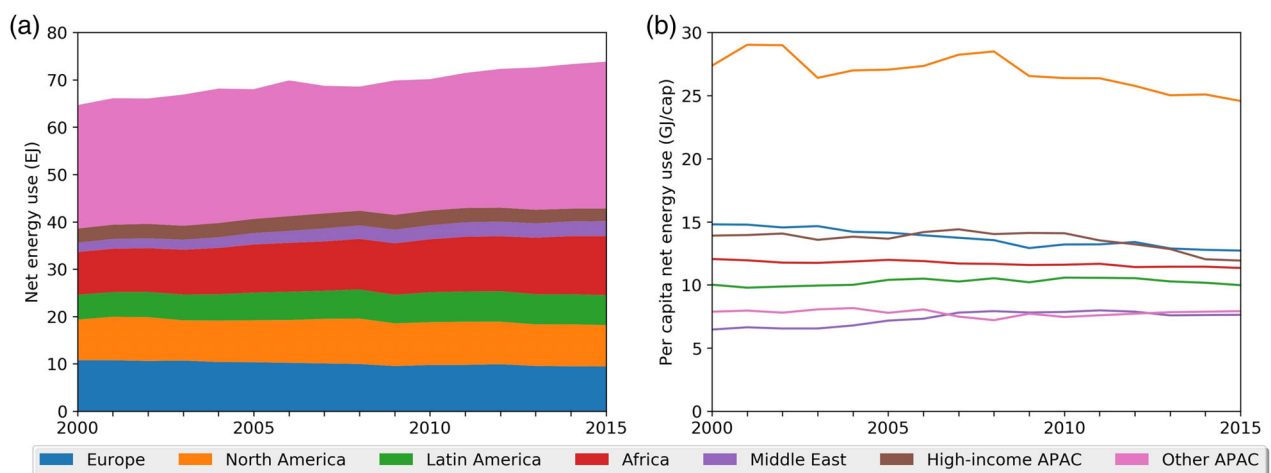 (a)
80
70
60
50
40
30
20
10
0
Net energy use (EJ)
2000 2005 2010 2015
(b)
30
25
20
15
10
5
0
Per capita net energy use (GJ/cap)
2000 2005 2010 2015
Europe North America Latin America Africa Middle East High-income APAC Other APAC